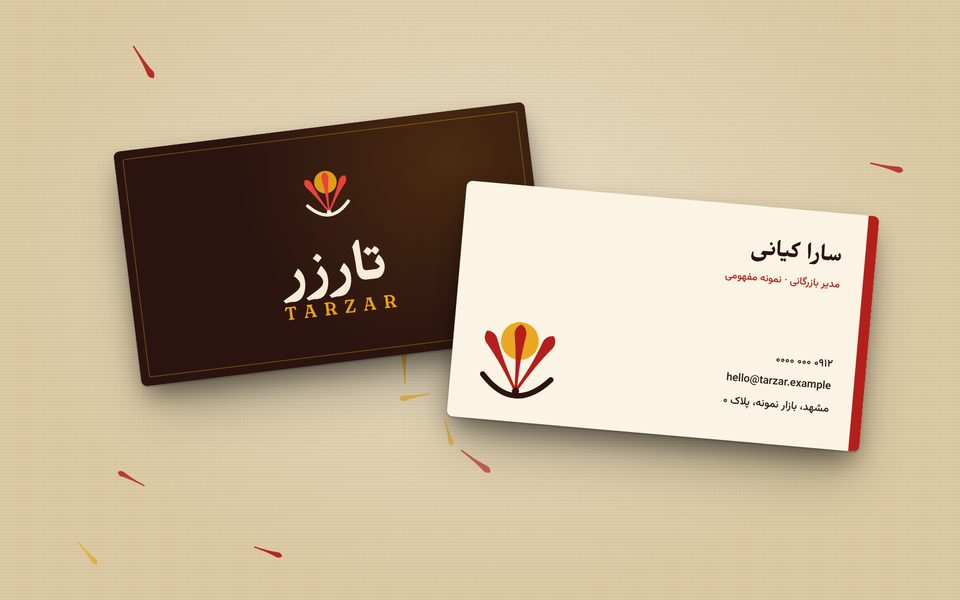 تارزر
TARZAR
سارا کیانی
مدیر بازرگانی · نمونه مفهومی
۰۹۱۲ ۰۰۰ ۰۰۰۰
hello@tarzar.example
مشهد، بازار نمونه، پلاک ۰